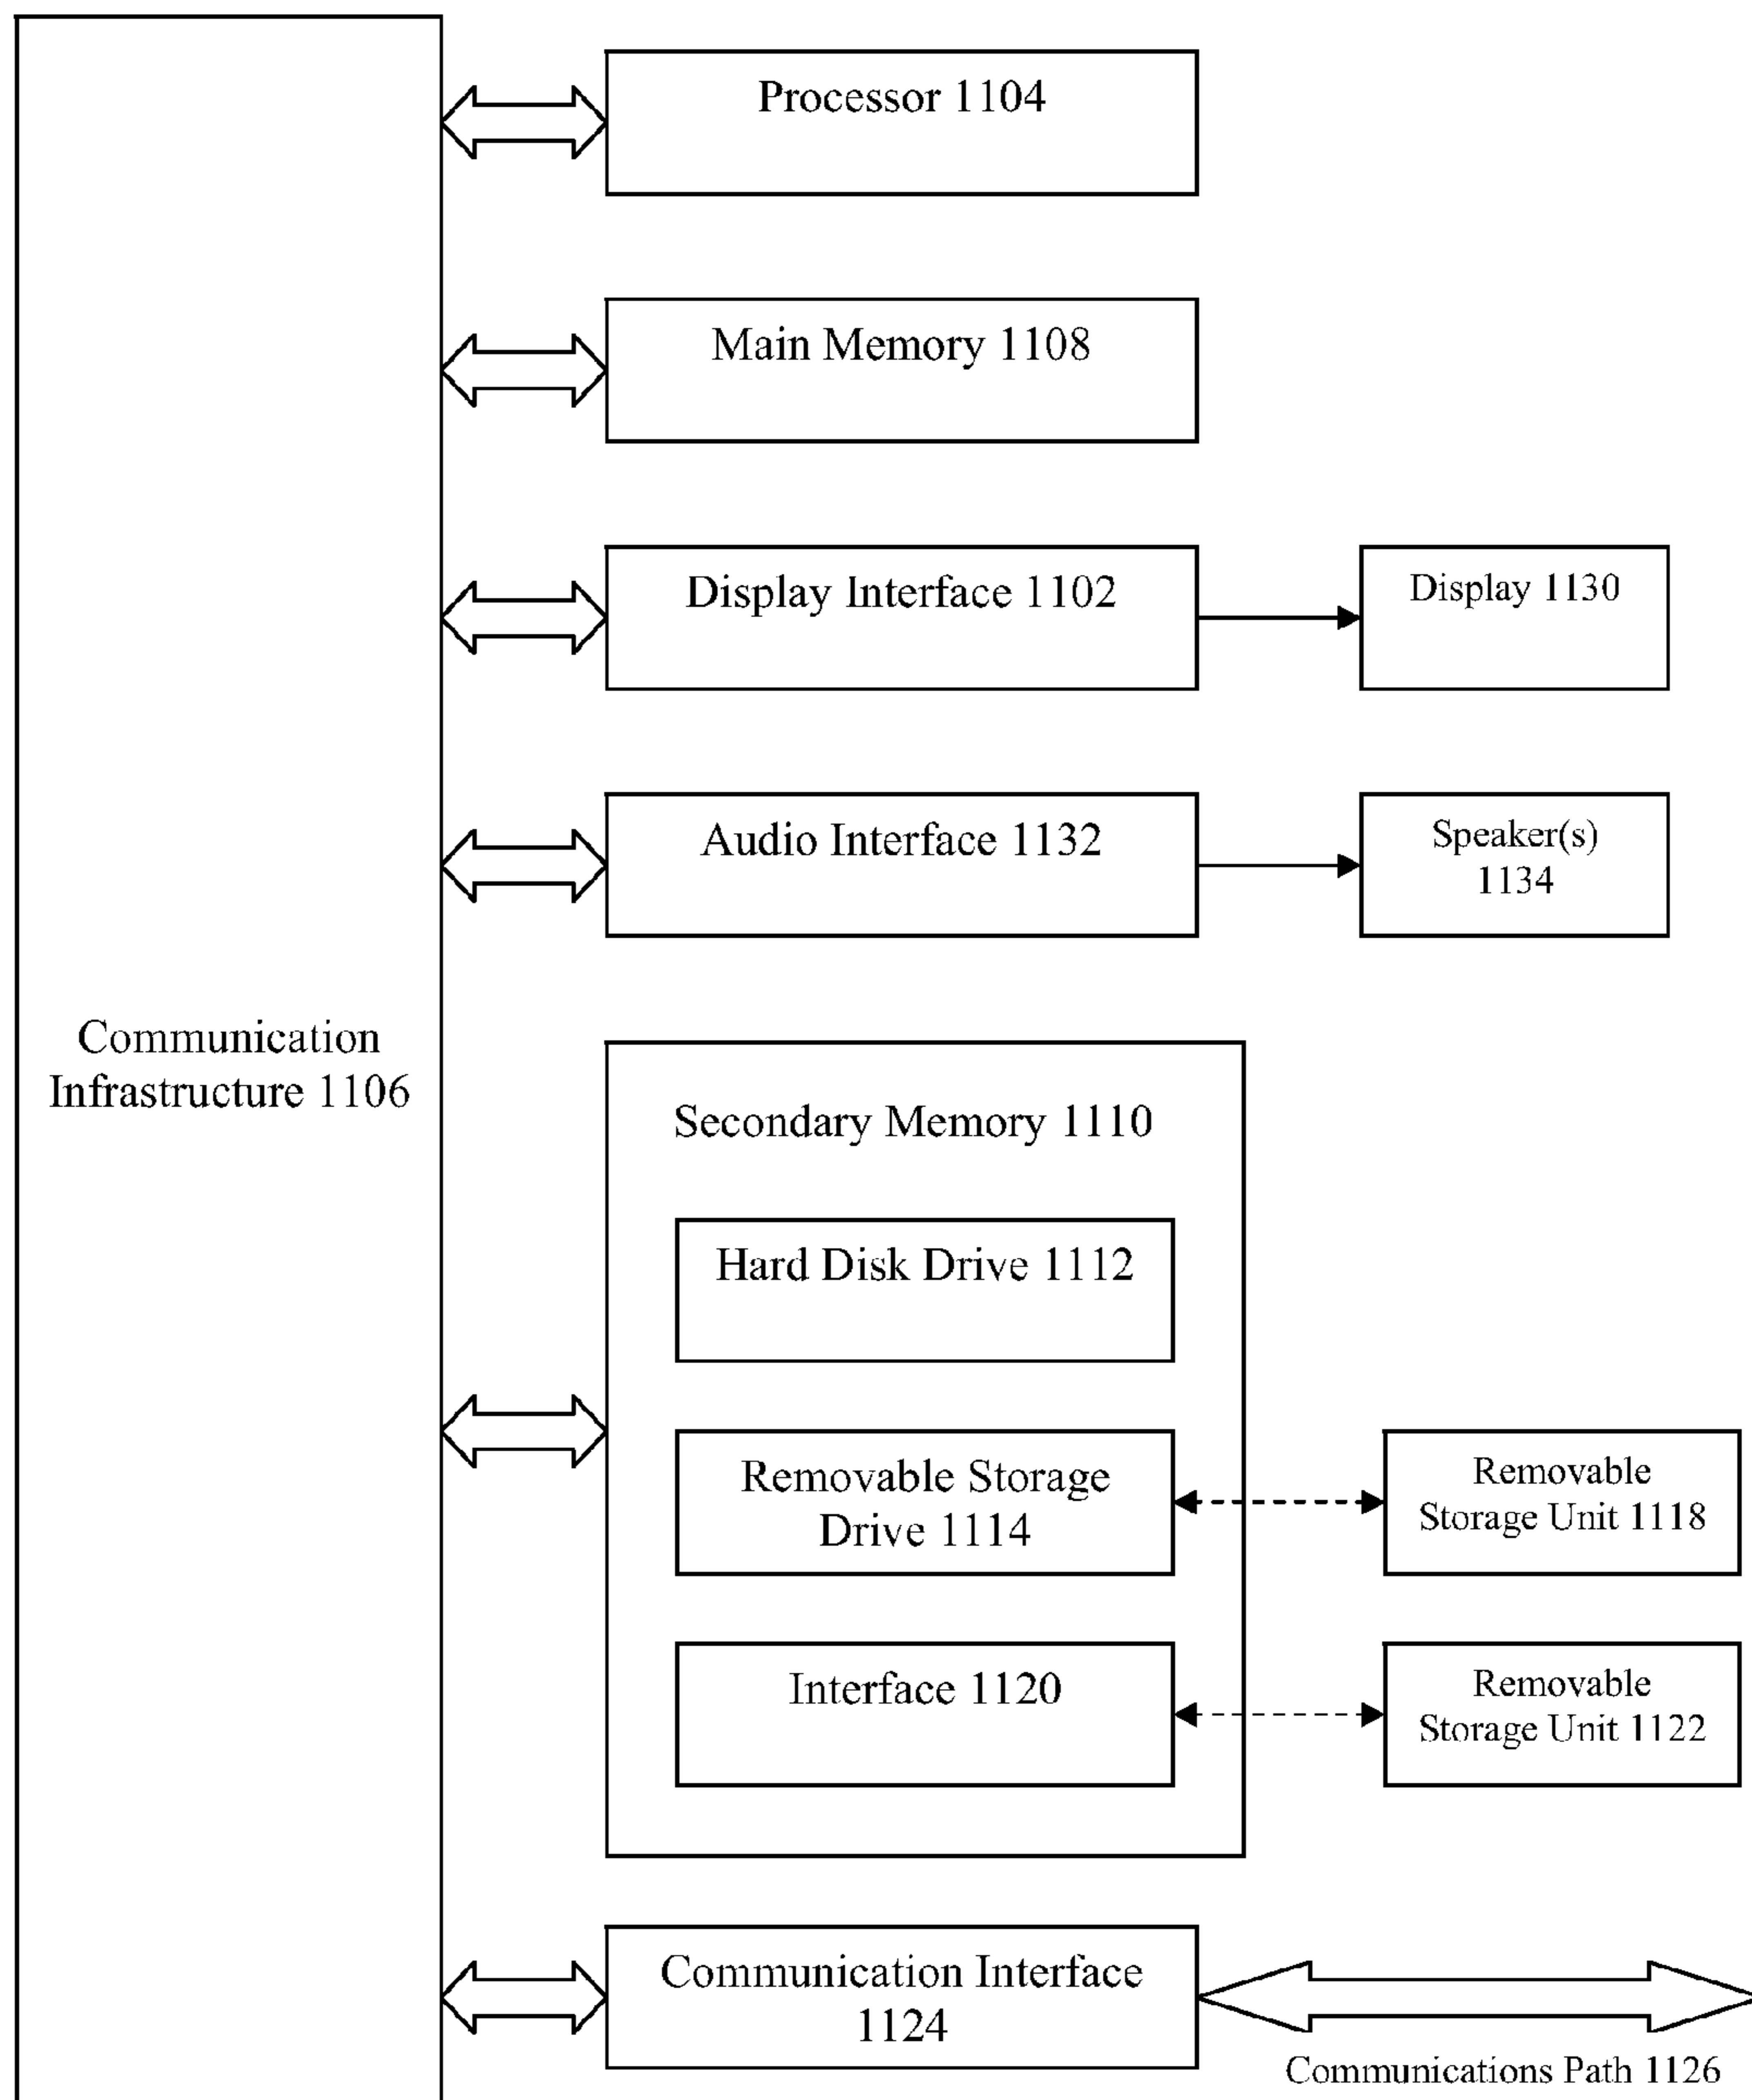 Processor 1104
Main Memory 1108
Display Interface 1102
Display 1130
Audio Interface 1132
Speaker(s)
1134
Communication
Infrastructure 1106
Secondary Memory 1110
Hard Disk Drive 1112
Removable Storage
Drive 1114
Removable
Storage Unit 1118
Interface 1120
Removable
Storage Unit 1122
Communication Interface
1124
Communications Path 1126